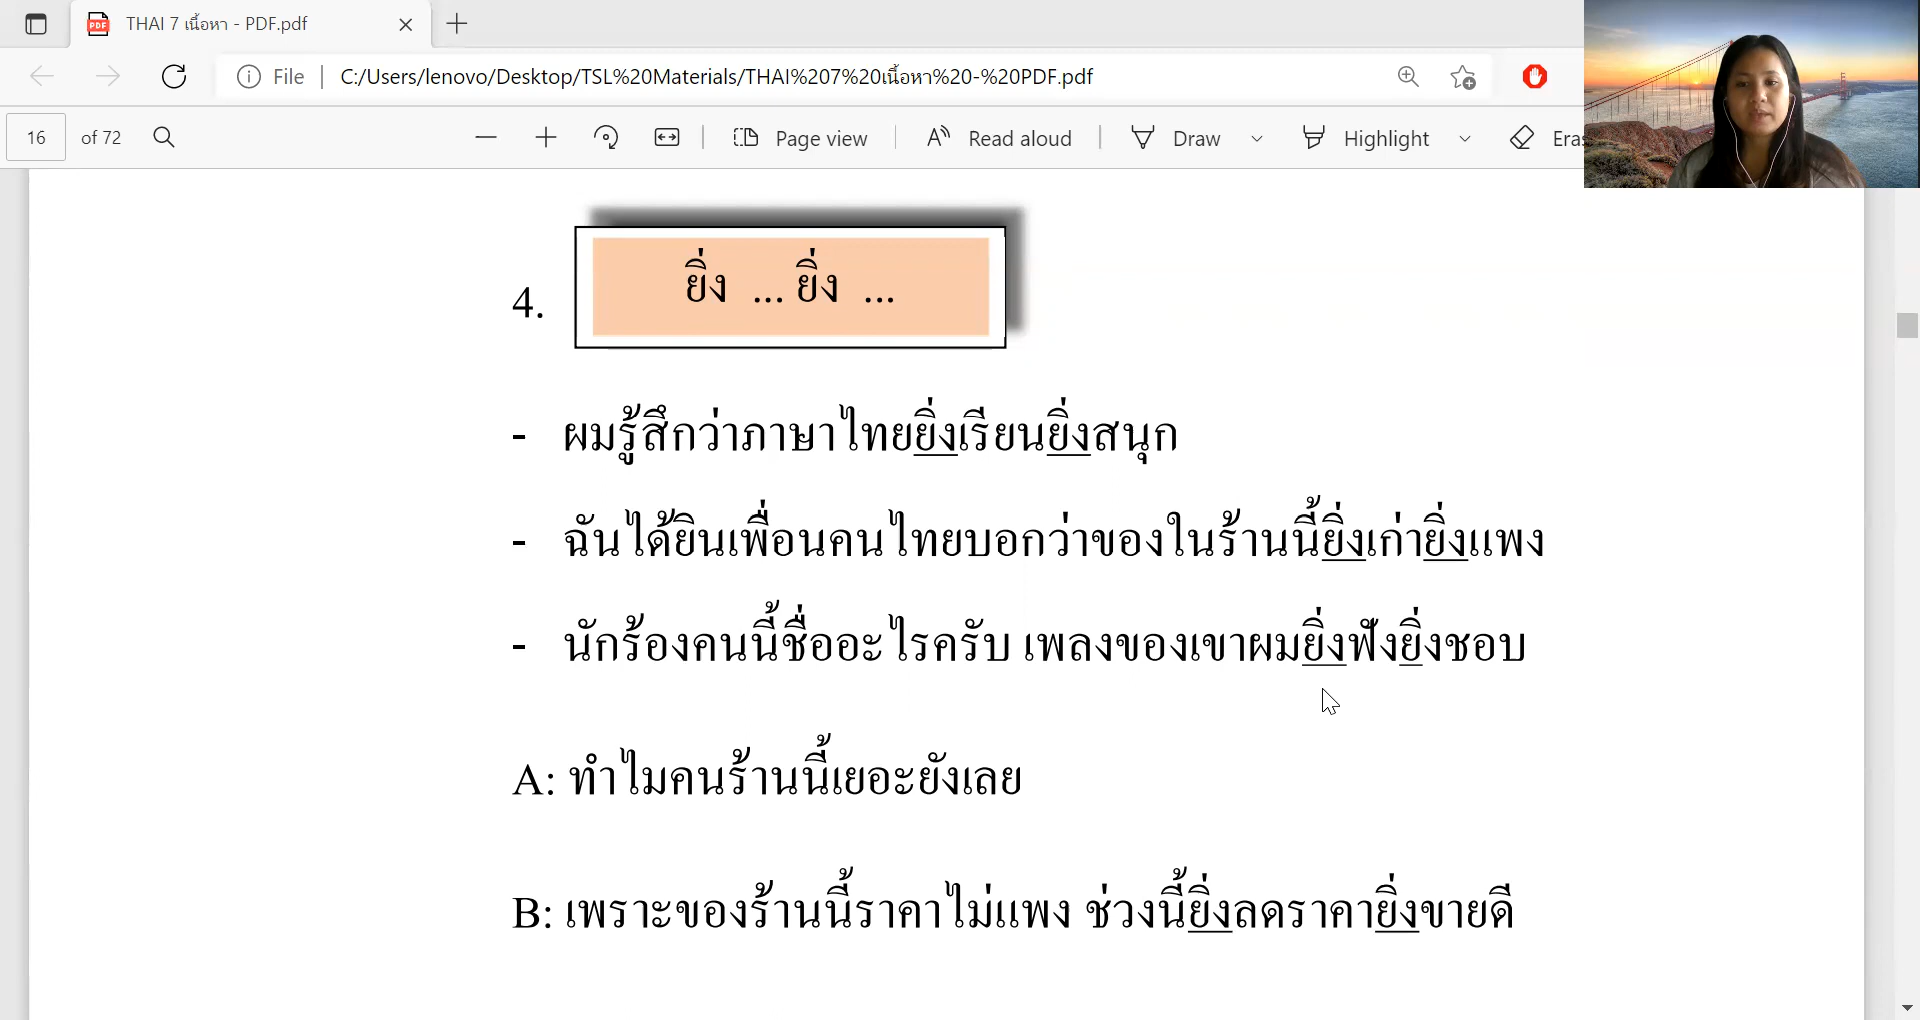 THAI 7 เนื้อหา - PDF.pdf
File C:/Users/lenovo/Desktop/TSL%20Materials/THAI%207%20เนื้อหา%20-%20PDF.pdf
16 of 72 Page view Read aloud Draw Highlight Eras
4. ยิ่ง ... ยิ่ง ...
- ผมรู้สึกว่าภาษาไทยยิ่งเรียนยิ่งสนุก
- ฉันได้ยินเพื่อนคนไทยบอกว่าของในร้านนี้ยิ่งเก่ายิ่งแพง
- นักร้องคนนี้ชื่ออะไรครับ เพลงของเขาผมยิ่งฟังยิ่งชอบ
A: ทำไมคนร้านนี้เยอะยังเลย
B: เพราะของร้านนี้ราคาไม่แพง ช่วงนี้ยิ่งลดราคายิ่งขายดี